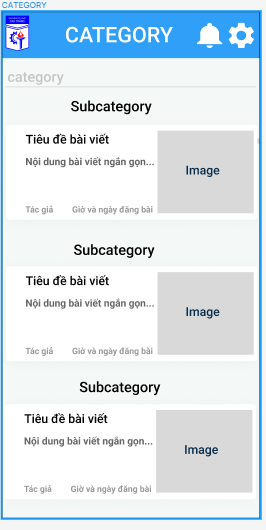 CATEGORY
CATEGORY
category
Subcategory
Tiêu đề bài viết
Nội dung bài viết ngắn gọn...
Image
Tác giả Giờ và ngày đăng bài
Subcategory
Tiêu đề bài viết
Nội dung bài viết ngắn gọn...
Image
Tác giả Giờ và ngày đăng bài
Subcategory
Tiêu đề bài viết
Nội dung bài viết ngắn gọn...
Image
Tác giả Giờ và ngày đăng bài